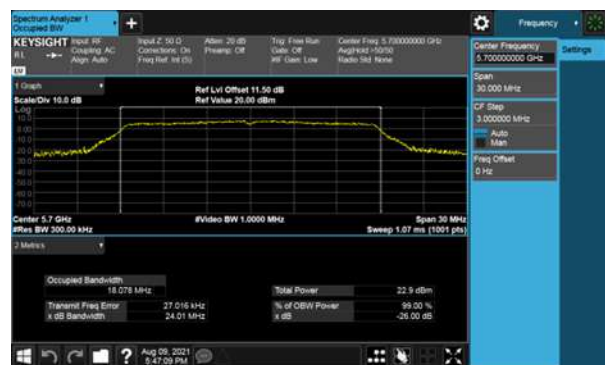 Spectrum Analyzer 1
Occupied BW
Frequency
KEYSIGHT Input: RF Input Z: 50 Ω Atten: 20 dB Trig: Free Run Center Freq: 5.700000000 GHz
RL Coupling: AC Corrections: On Preamp: Off Gate: Off Avg|Hold: >50/50
Align: Auto Freq Ref: Int (S) #IF Gain: Low Radio Std: None
Center Frequency
5.700000000 GHz
Settings
Span
30.000 MHz
CF Step
3.000000 MHz
Auto
Man
Freq Offset
0 Hz
1 Graph
Ref Lvl Offset 11.50 dB
Scale/Div 10.0 dB
Ref Value 20.00 dBm
Log
10.0
0.00
-10.0
-20.0
-30.0
-40.0
-50.0
-60.0
-70.0
Center 5.7 GHz
#Video BW 1.0000 MHz
Span 30 MHz
#Res BW 300.00 kHz
Sweep 1.07 ms (1001 pts)
2 Metrics
Occupied Bandwidth
18.078 MHz
Total Power 22.9 dBm
Transmit Freq Error 27.016 kHz
% of OBW Power 99.00 %
x dB Bandwidth 24.01 MHz
x dB -26.00 dB
?
Aug 09, 2021
5:47:09 PM